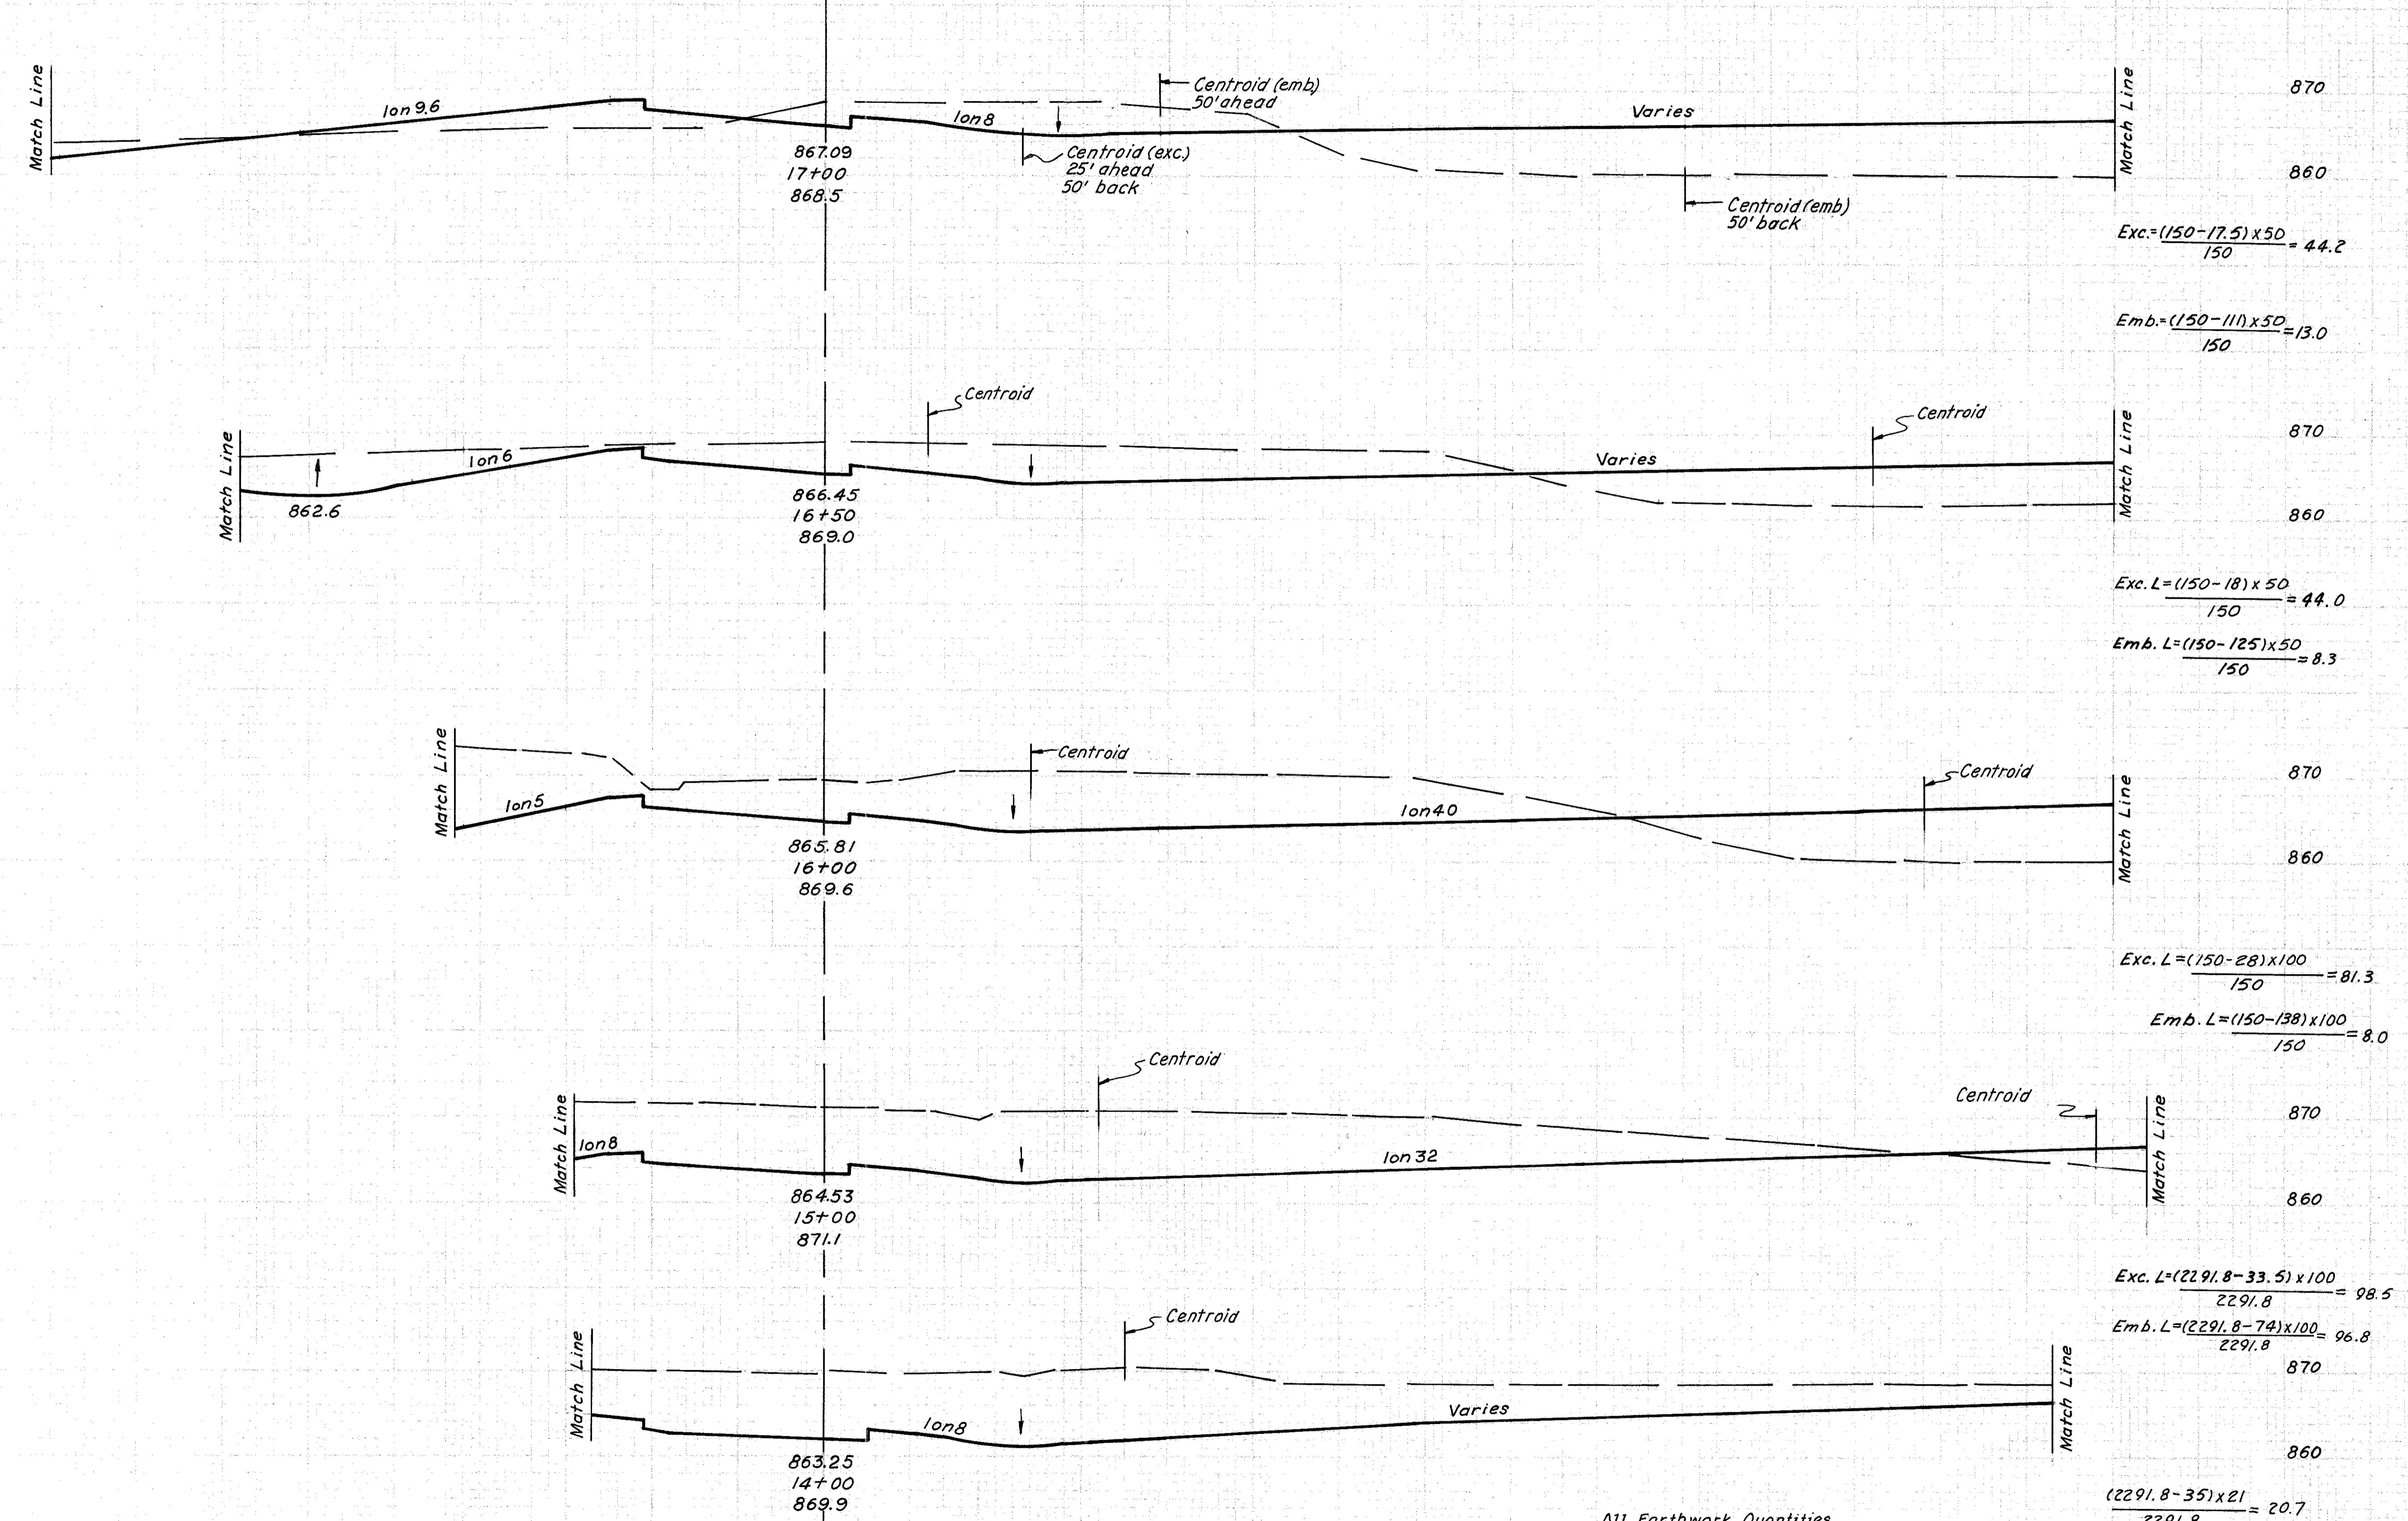 Match Line
1on9.6
867.09
17+00
868.5
1on8
Centroid (exc.)
25' ahead
50' back
Centroid (emb)
50' ahead
Varies
Centroid (emb)
50' back
Match Line
870
860
Exc.=(150-17.5)x50
150
= 44.2
Emb.=(150-111)x50
150
=13.0
Match Line
862.6
1on6
866.45
16+50
869.0
Centroid
Varies
Centroid
Match Line
870
860
Exc. L=(150-18)x 50
150
= 44.0
Emb. L=(150-125)x50
150
= 8.3
Match Line
1on5
865.81
16+00
869.6
Centroid
1on40
Centroid
Match Line
870
860
Exc. L=(150-28)x100
150
=81.3
Emb. L=(150-138)x100
150
=8.0
Match Line
1on8
864.53
15+00
871.1
Centroid
1on32
Centroid
Match Line
870
860
Exc. L=(2291.8-33.5)x100
2291.8
= 98.5
Emb. L=(2291.8-74)x100
2291.8
= 96.8
Match Line
863.25
14+00
869.9
1on8
Centroid
Varies
Match Line
870
860
(2291.8-35)x21
2291.8
= 20.7
All Earthwork Quantities